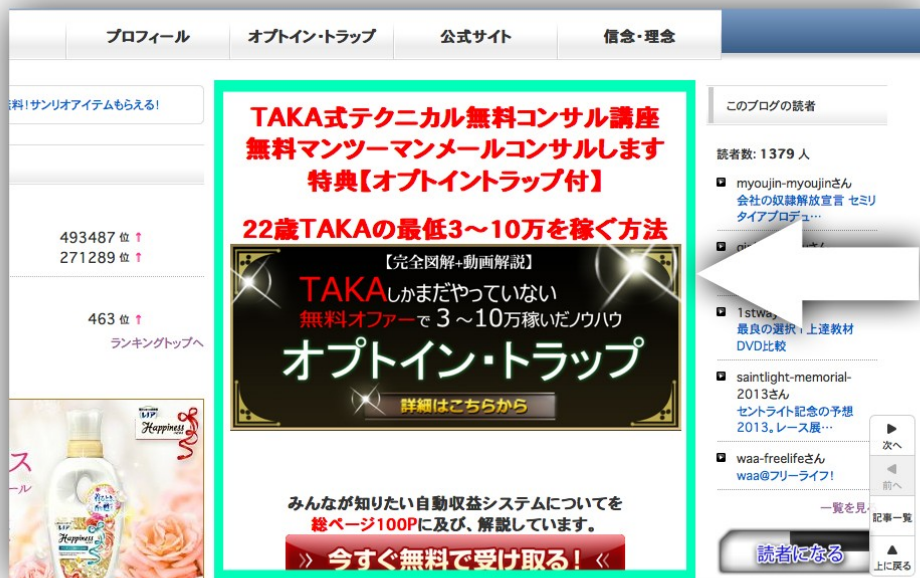 プロフィール
オプトイン・トラップ
公式サイト
信念・理念
料!サンリオアイテムもらえる!
493487 位 ↑
271289 位 ↑
463 位 ↑
ランキングトップへ
Happiness
ス
ール
Happiness
TAKA式テクニカル無料コンサル講座
無料マンツーマンメールコンサルします
特典【オプトイントラップ付】
22歳TAKAの最低3～10万を稼ぐ方法
【完全図解+動画解説】
TAKAしかまだやっていない
無料オファーで3～10万稼いだノウハウ
オプトイン・トラップ
詳細はこちらから
みんなが知りたい自動収益システムについてを
総ページ100Pに及び、解説しています。
» 今すぐ無料で受け取る! «
このブログの読者
読者数: 1379 人
myoujin-myoujinさん
会社の奴隷解放宣言 セミリ
タイアプロデュ…
1stway
最良の選択！上達教材
DVD比較
saintlight-memorial-
2013さん
セントライト記念の予想
2013。レース展…
waa-freelifeさん
waa@フリーライフ!
一覧を見
読者になる
次へ
前へ
記事一覧
上に戻る